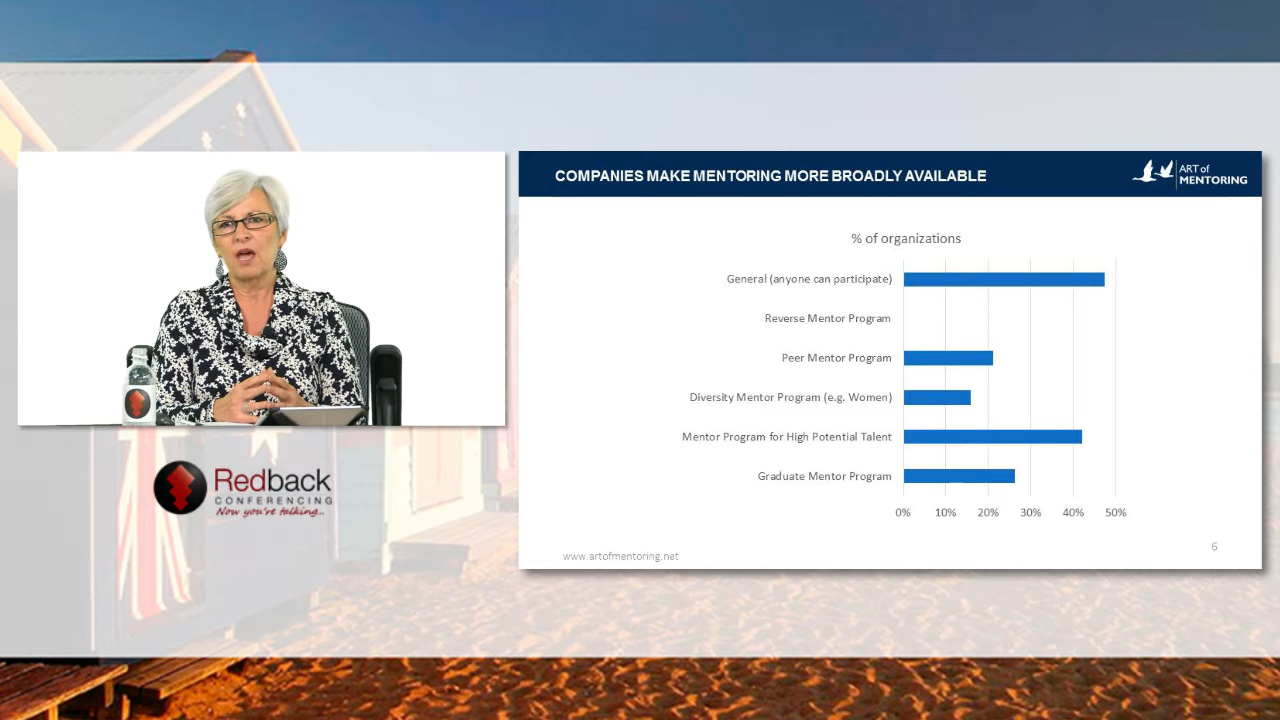 COMPANIES MAKE MENTORING MORE BROADLY AVAILABLE
ART of
MENTORING
% of organizations
General (anyone can participate)
Reverse Mentor Program
Peer Mentor Program
Diversity Mentor Program (e.g. Women)
Mentor Program for High Potential Talent
Graduate Mentor Program
0% 10% 20% 30% 40% 50%
www.artofmentoring.net
6
Redback
CONFERENCING
Now you're talking..